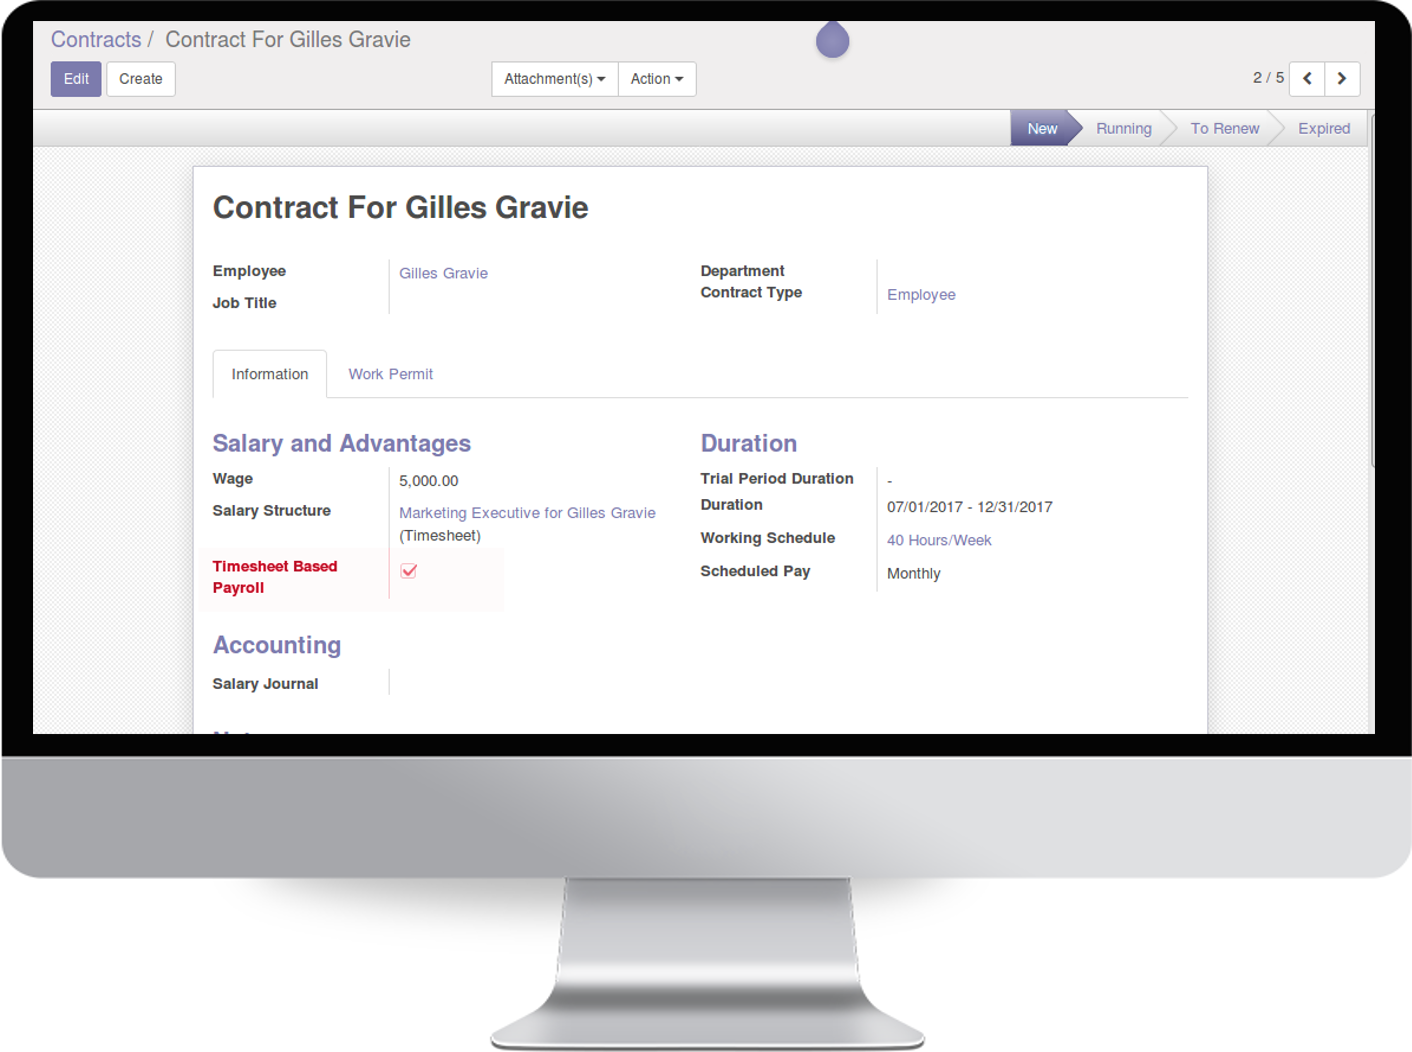 Contracts / Contract For Gilles Gravie
Edit Create Attachment(s) Action 2 / 5
New Running To Renew Expired
Contract For Gilles Gravie
Employee Gilles Gravie
Job Title
Department
Contract Type Employee
Information Work Permit
Salary and Advantages
Wage 5,000.00
Salary Structure Marketing Executive for Gilles Gravie
(Timesheet)
Timesheet Based
Payroll
Duration
Trial Period Duration -
Duration 07/01/2017 - 12/31/2017
Working Schedule 40 Hours/Week
Scheduled Pay Monthly
Accounting
Salary Journal